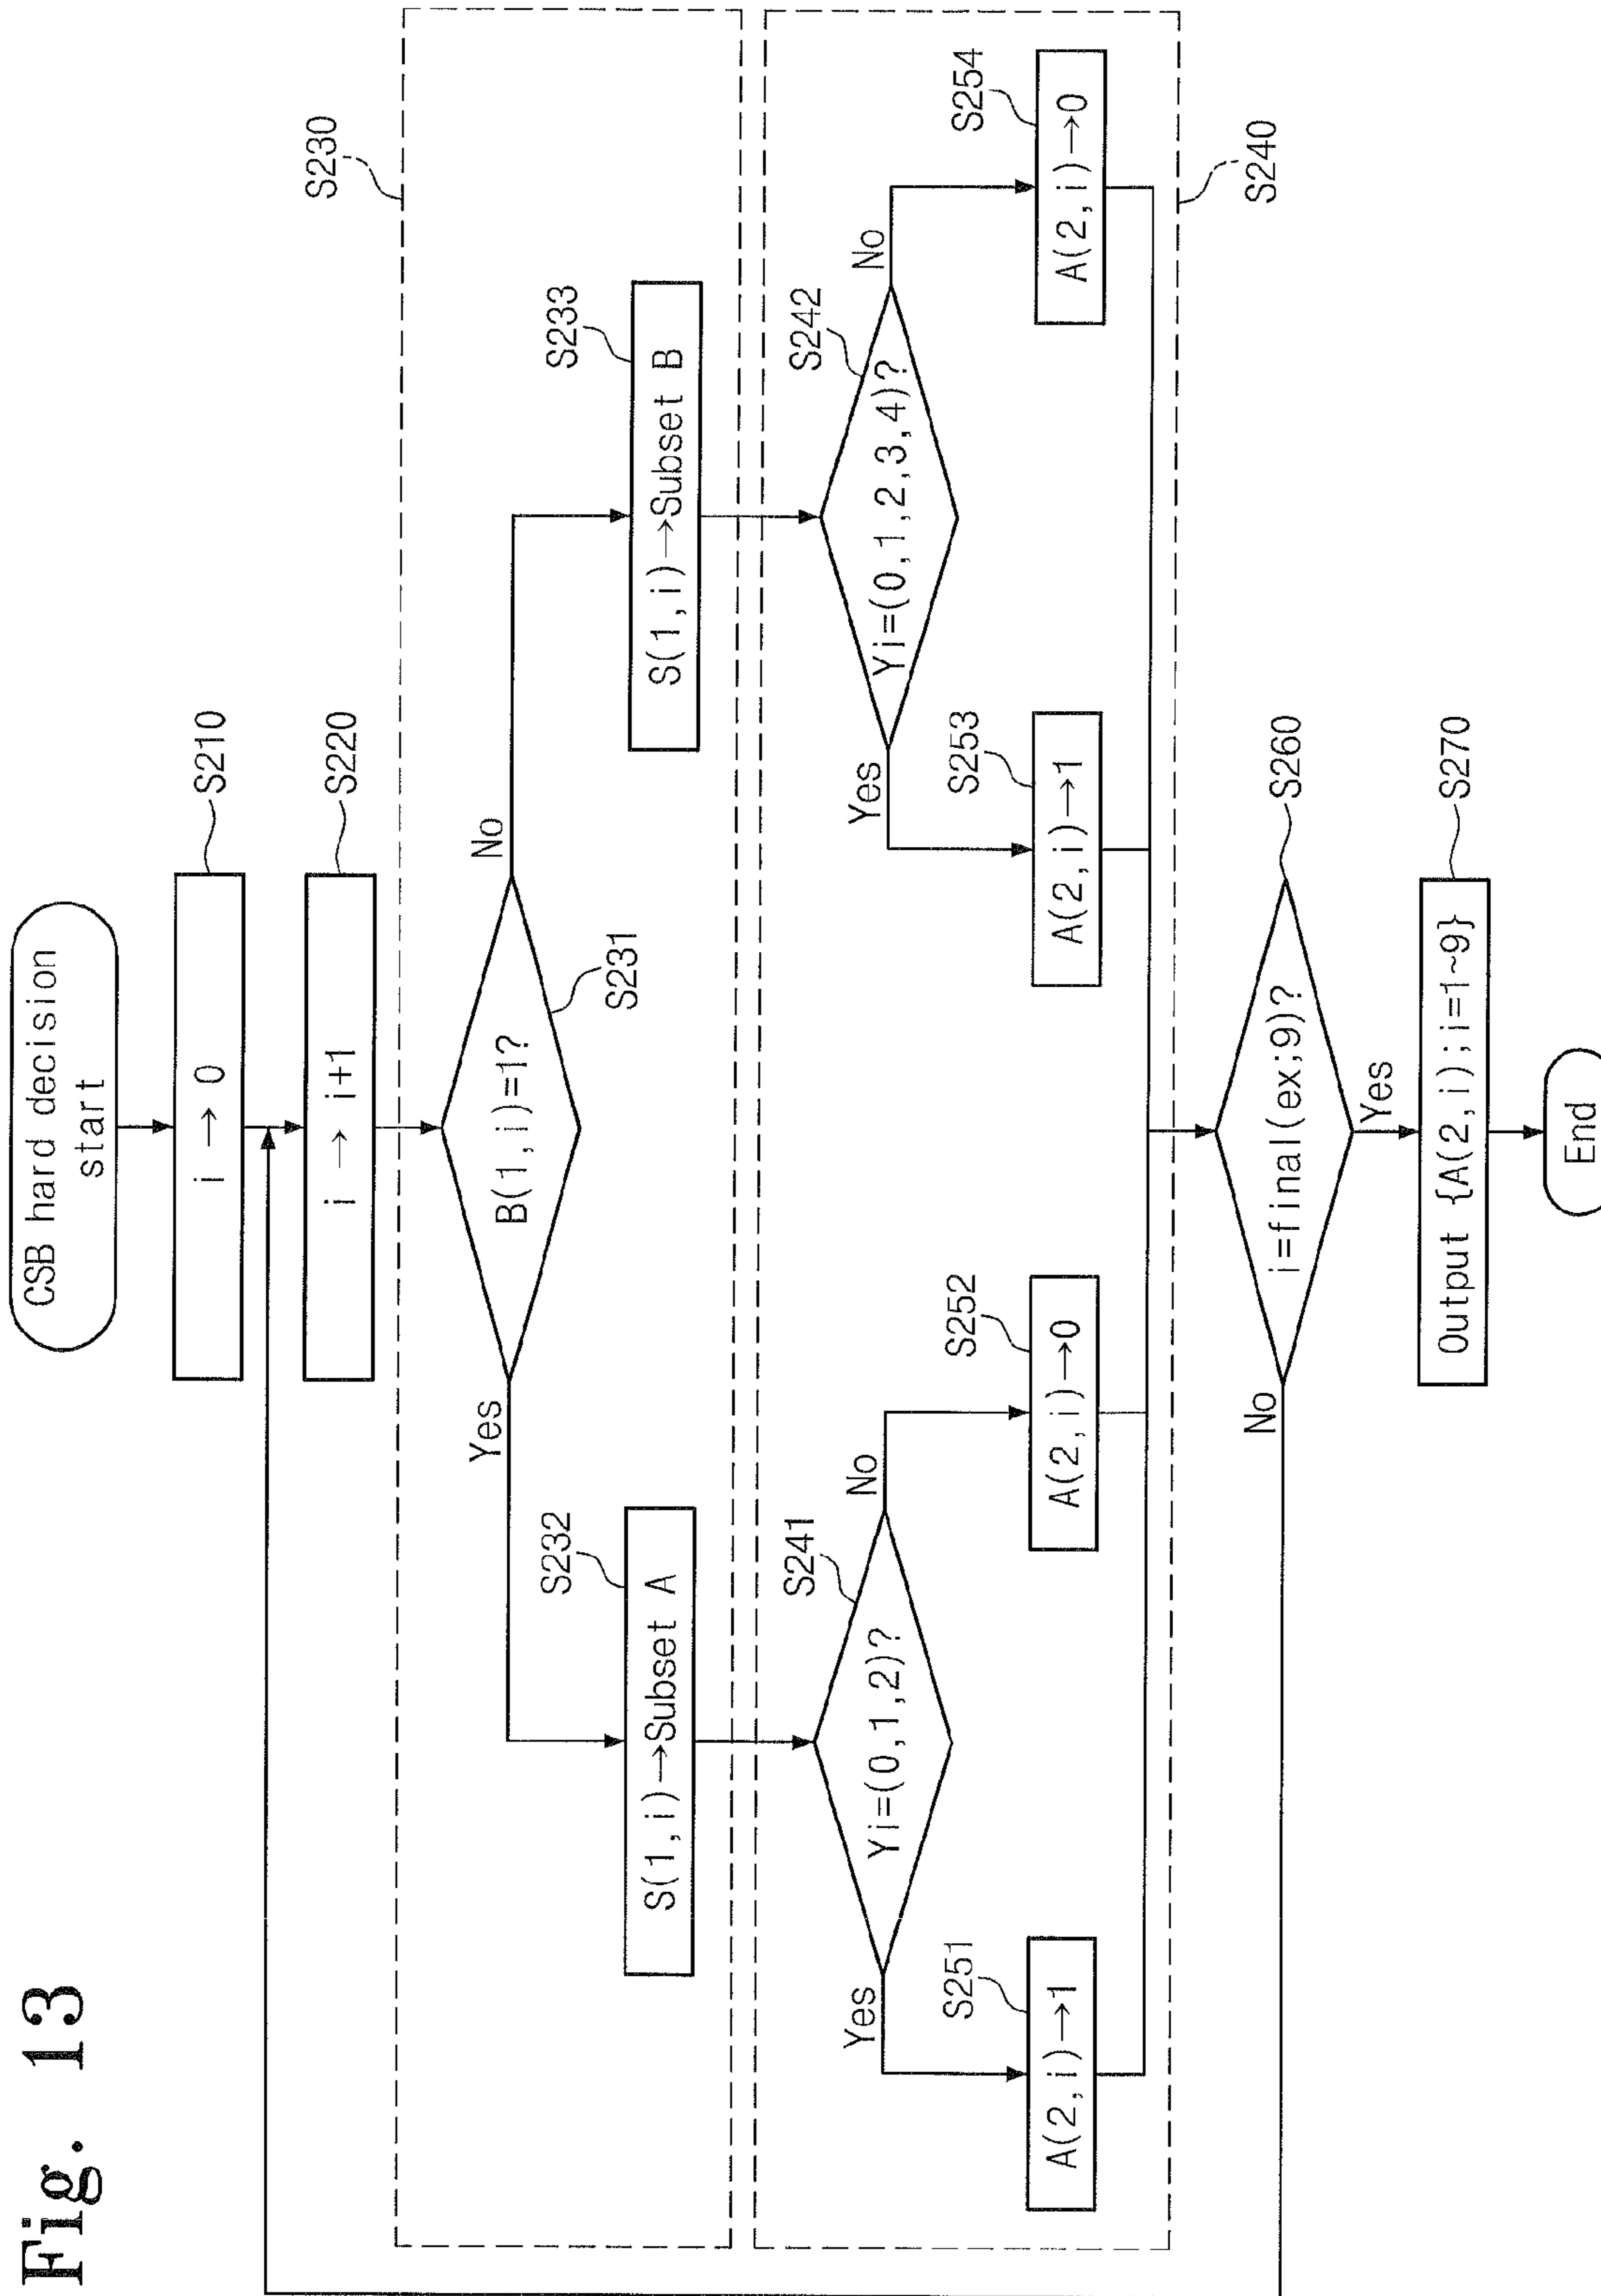 Fig. 13
CSB hard decision
start
i → 0
S210
i → i+1
S220
S230
B(1,i)=1?
S231
Yes
No
S232
S(1,i)→Subset A
S233
S(1,i)→Subset B
S241
Yi=(0,1,2)?
Yes
No
S242
Yi=(0,1,2,3,4)?
Yes
No
S251
A(2,i)→1
S252
A(2,i)→0
S253
A(2,i)→1
S254
A(2,i)→0
S240
i=final(ex;9)?
S260
No
Yes
Output {A(2,i);i=1~9}
S270
End